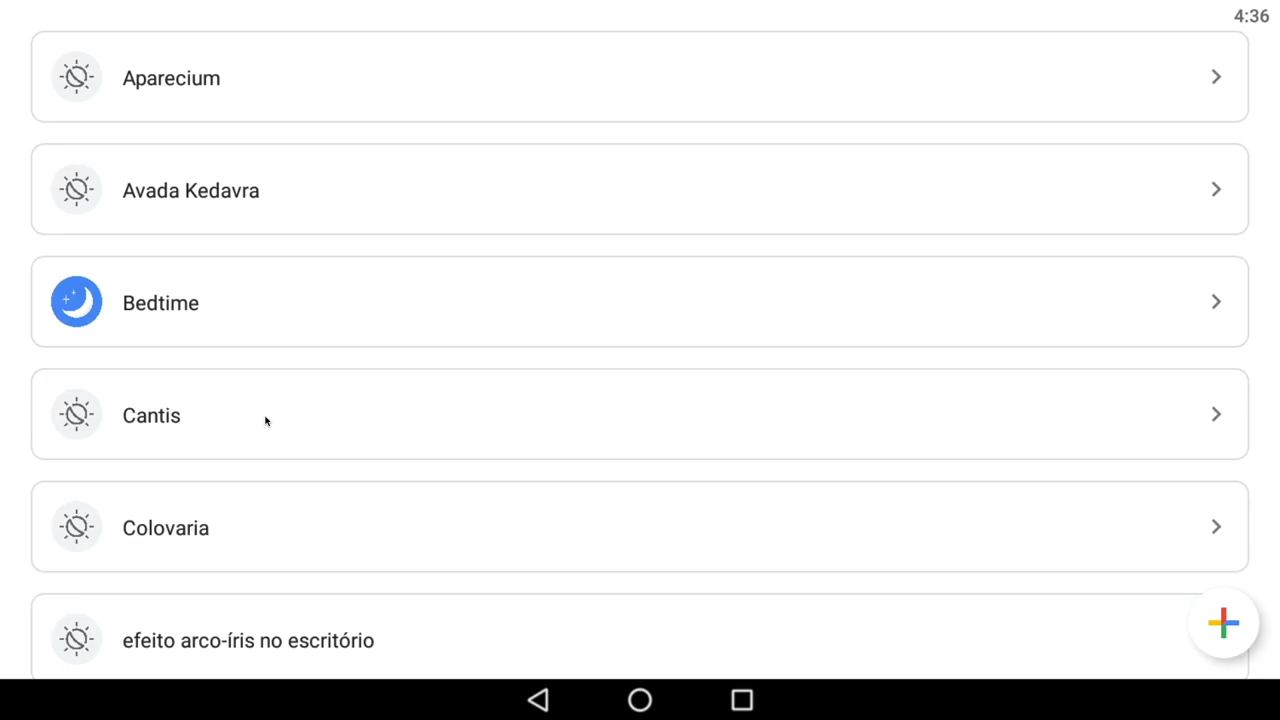 4:36
Aparecium
Avada Kedavra
Bedtime
Cantis
Colovaria
efeito arco-íris no escritório